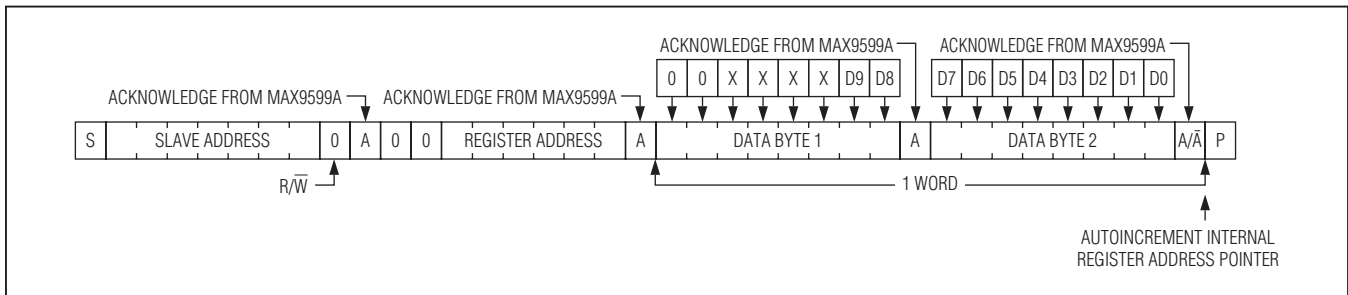 ACKNOWLEDGE FROM MAX9599A ACKNOWLEDGE FROM MAX9599A
0 0 X X X X D9 D8 D7 D6 D5 D4 D3 D2 D1 D0
ACKNOWLEDGE FROM MAX9599A ACKNOWLEDGE FROM MAX9599A
S SLAVE ADDRESS 0 A 0 0 REGISTER ADDRESS A DATA BYTE 1 A DATA BYTE 2 A/A̅ P
R/W̅ 1 WORD
AUTOINCREMENT INTERNAL
REGISTER ADDRESS POINTER